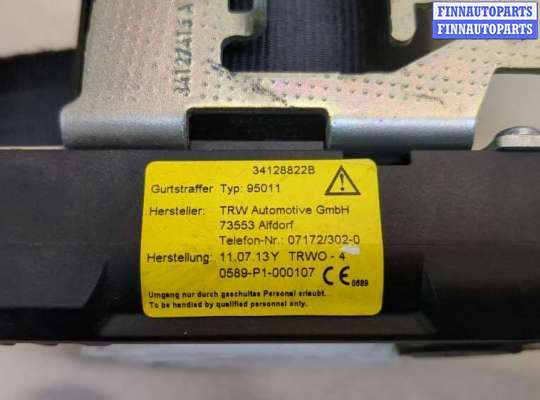 FINNAUTOPARTS
FINNAUTOPARTS
34127415A
34128822B
Gurtstraffer Typ: 95011
Hersteller: TRW Automotive GmbH
73553 Alfdorf
Telefon-Nr.: 07172/302-0
Herstellung: 11.07.13Y TRWO - 4
0589-P1-000107 CE 0589
Umgang nur durch geschultes Personal erlaubt.
To be handled by qualified personnel only.